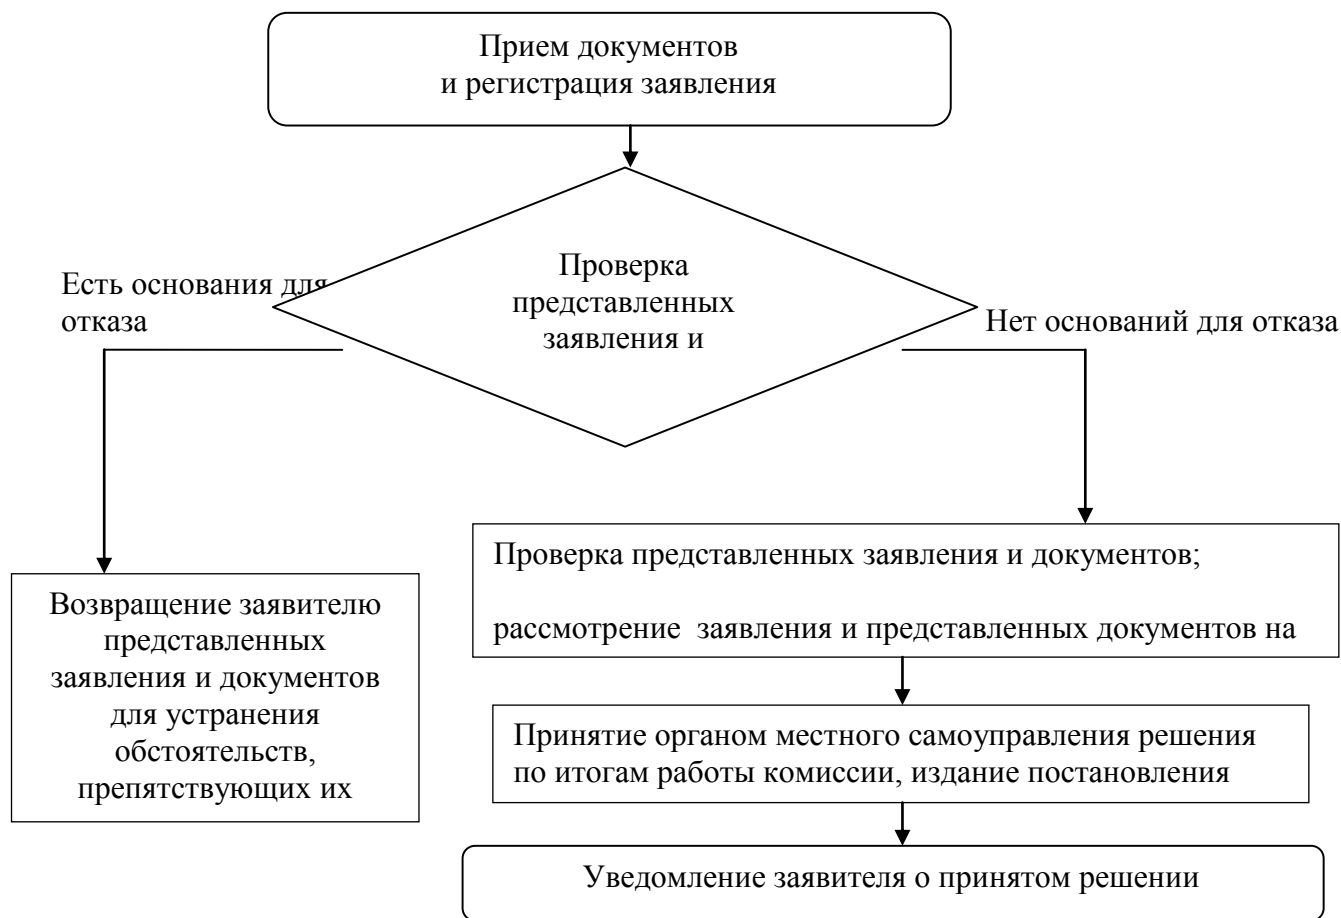 Прием документов
и регистрация заявления
Есть основания для
отказа
Проверка
представленных
заявления и
Нет оснований для отказа
Возвращение заявителю
представленных
заявления и документов
для устранения
обстоятельств,
препятствующих их
Проверка представленных заявления и документов;
рассмотрение заявления и представленных документов на
Принятие органом местного самоуправления решения
по итогам работы комиссии, издание постановления
Уведомление заявителя о принятом решении